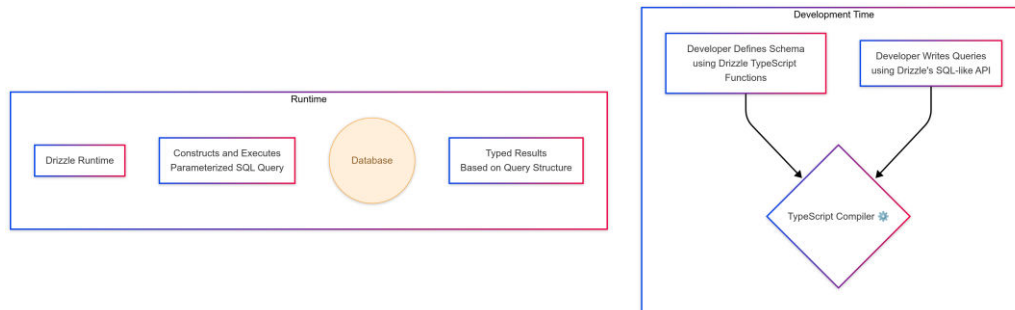 Runtime
Drizzle Runtime
Constructs and Executes
Parameterized SQL Query
Database
Typed Results
Based on Query Structure
Development Time
Developer Defines Schema
using Drizzle TypeScript
Functions
Developer Writes Queries
using Drizzle's SQL-like API
TypeScript Compiler ⚙️